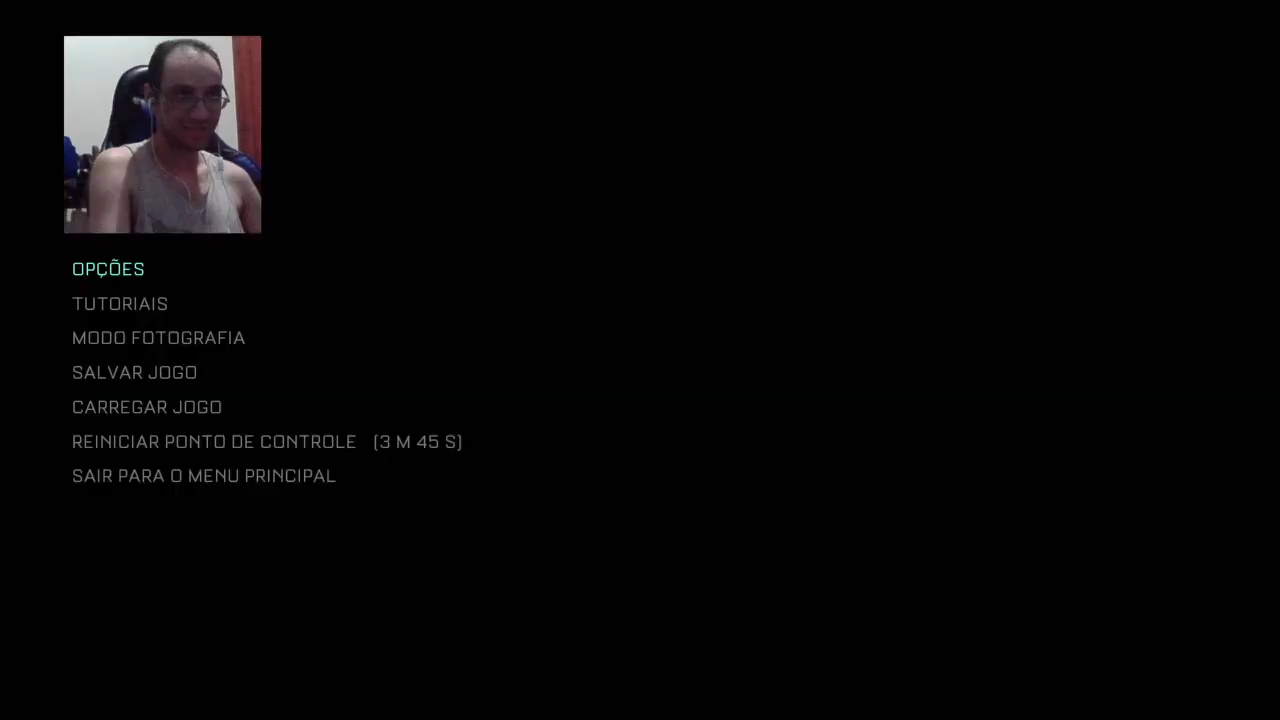 OPÇÕES
TUTORIAIS
MODO FOTOGRAFIA
SALVAR JOGO
CARREGAR JOGO
REINICIAR PONTO DE CONTROLE (3 M 45 S)
SAIR PARA O MENU PRINCIPAL